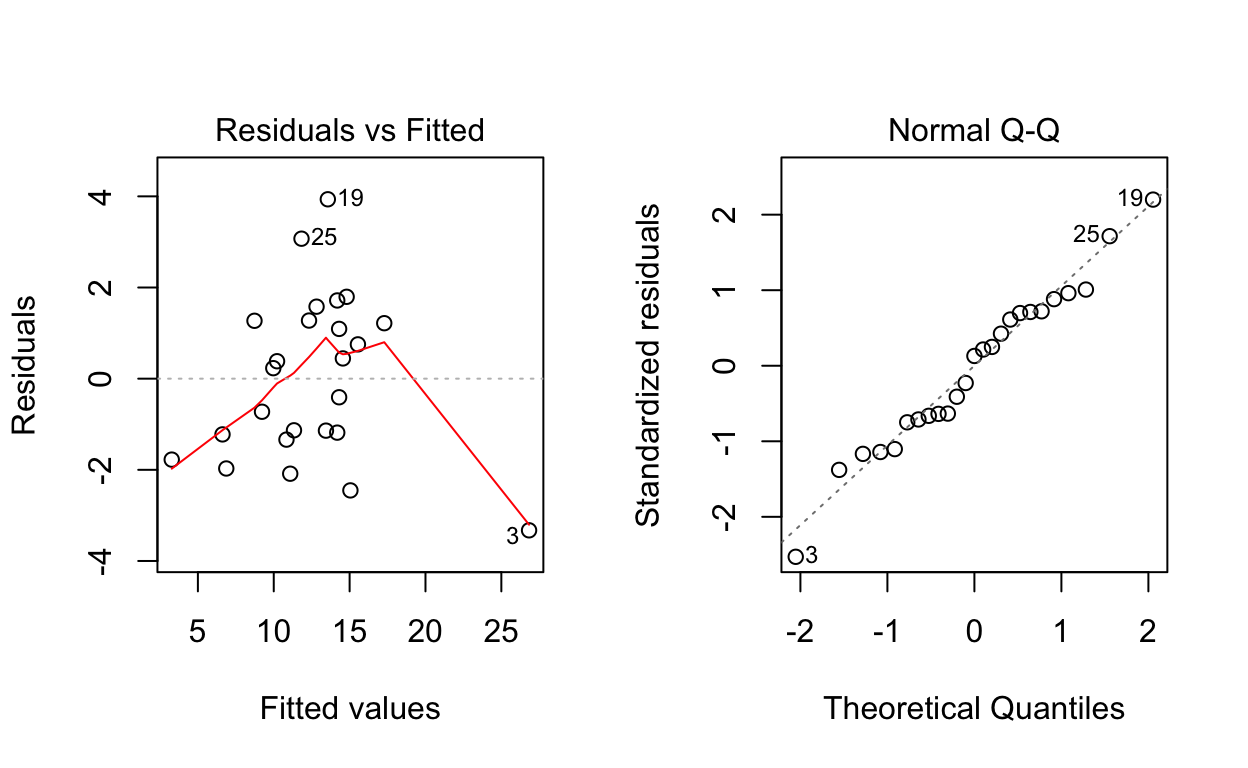 Residuals vs Fitted
Residuals
4
2
0
-2
-4
19
25
3
5 10 15 20 25
Fitted values
Normal Q-Q
Standardized residuals
2
1
0
-1
-2
19
25
3
-2 -1 0 1 2
Theoretical Quantiles